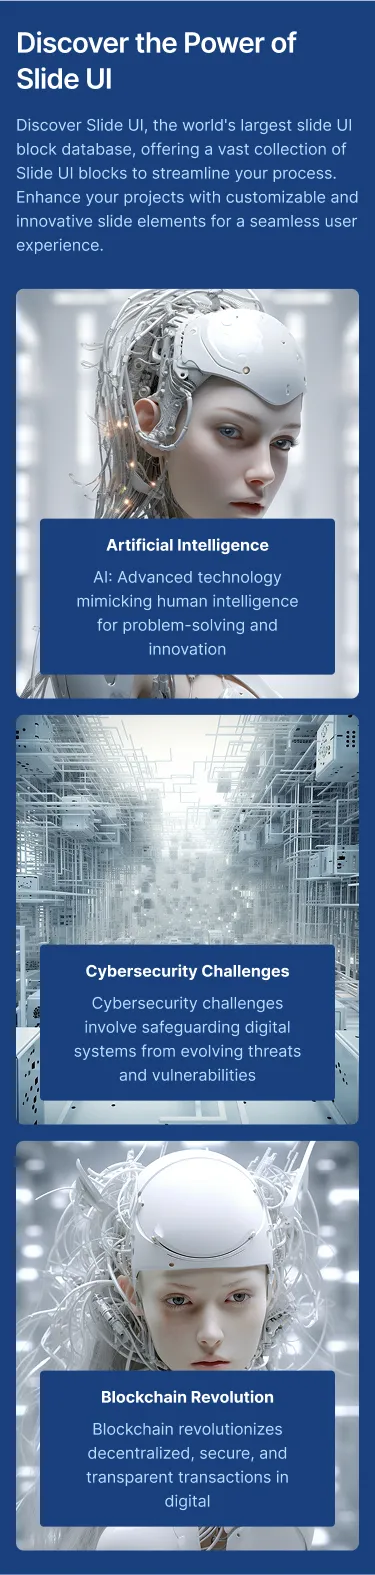 Discover the Power of
Slide UI
Discover Slide UI, the world's largest slide UI
block database, offering a vast collection of
Slide UI blocks to streamline your process.
Enhance your projects with customizable and
innovative slide elements for a seamless user
experience.
Artificial Intelligence
AI: Advanced technology
mimicking human intelligence
for problem-solving and
innovation
Cybersecurity Challenges
Cybersecurity challenges
involve safeguarding digital
systems from evolving threats
and vulnerabilities
Blockchain Revolution
Blockchain revolutionizes
decentralized, secure, and
transparent transactions in
digital